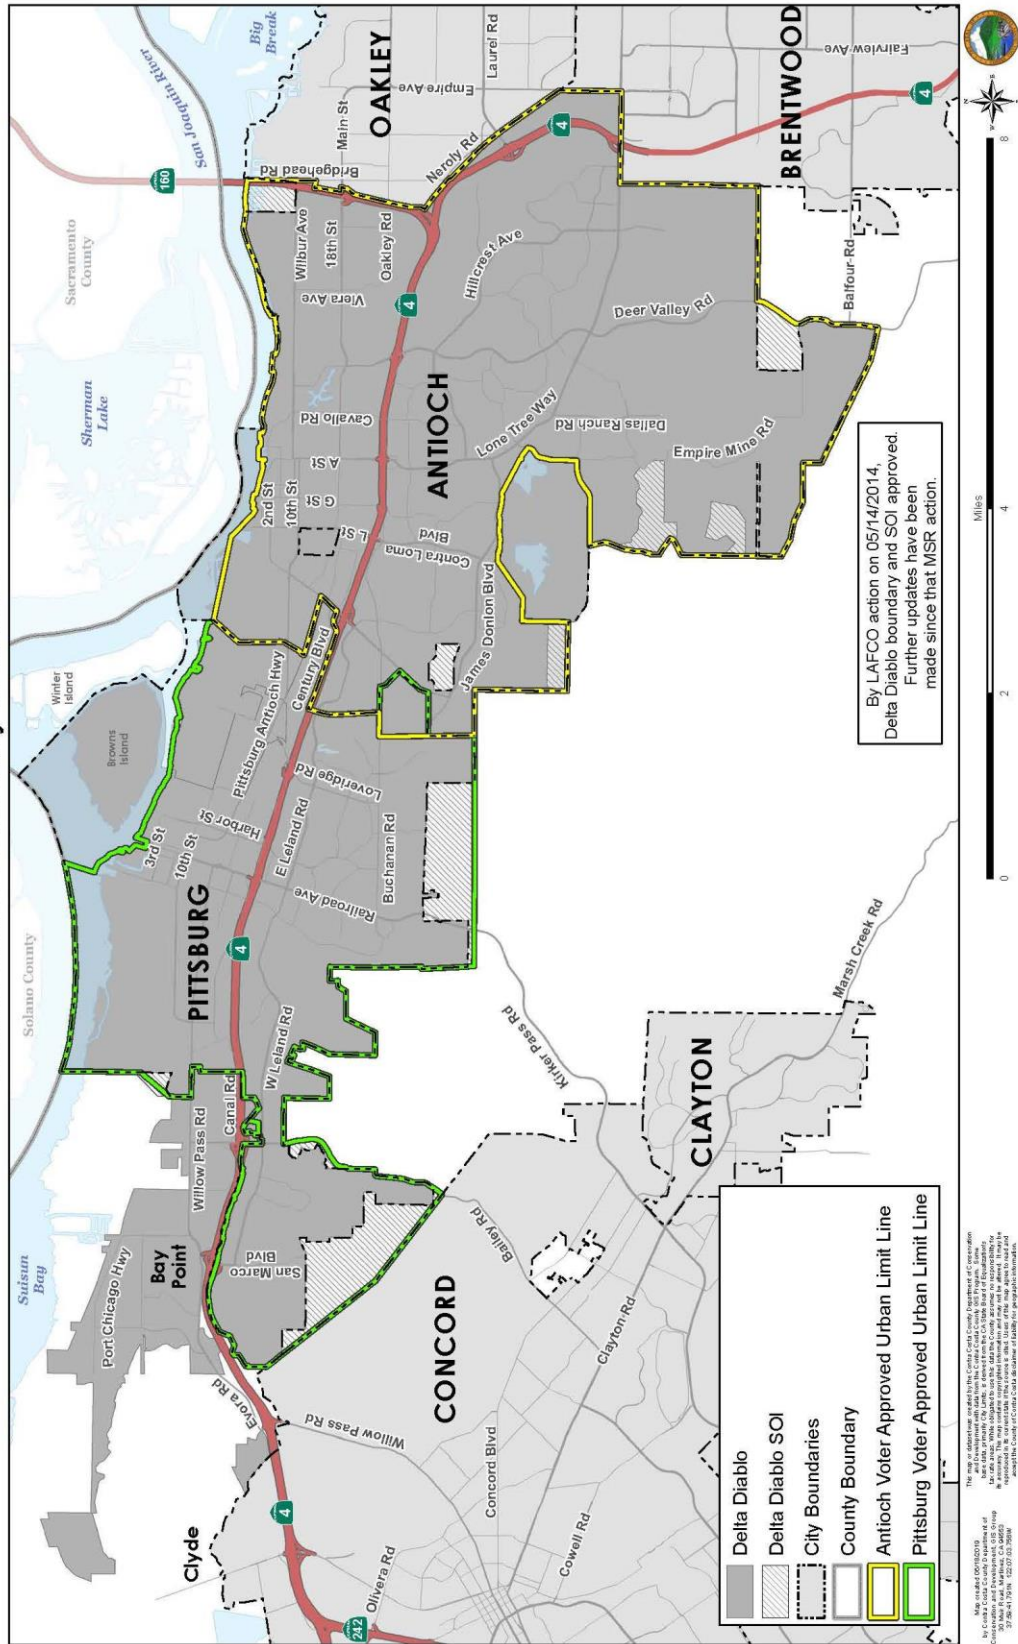 Suisun
Bay
Solano County
Winter
Island
Browns
Island
Sherman
Lake
Sacramento
County
San Joaquin River
Big
Break
160
Port Chicago Hwy
Bay
Point
Willow Pass Rd
Canal Rd
PITTSBURG
3rd St
10th St
Harbor St
Pittsburg Antioch Hwy
Century Blvd
2nd St
10th St
L St
G St
A St
Cavallo Rd
Viera Ave
Wilbur Ave
18th St
Oakley Rd
Bridgehead Rd
Main St
OAKLEY
Empire Ave
Laurel Rd
Neroly Rd
Clyde
4
Evora Rd
San Marco
Blvd
W Leland Rd
4
Railroad Ave
E Leland Rd
Loveridge Rd
Buchanan Rd
James Donlon Blvd
Contra Loma
Blvd
ANTIOCH
Lone Tree Way
4
Hillcrest Ave
4
Deer Valley Rd
Dallas Ranch Rd
Empire Mine Rd
BRENTWOOD
Balfour Rd
Fairview Ave
4
242
Olivera Rd
Willow Pass Rd
CONCORD
Concord Blvd
Cowell Rd
Clayton Rd
Bailey Rd
Kirker Pass Rd
CLAYTON
Marsh Creek Rd
By LAFCO action on 05/14/2014,
Delta Diablo boundary and SOI approved.
Further updates have been
made since that MSR action.
Delta Diablo
Delta Diablo SOI
City Boundaries
County Boundary
Antioch Voter Approved Urban Limit Line
Pittsburg Voter Approved Urban Limit Line
Miles
0
2
4
8
N